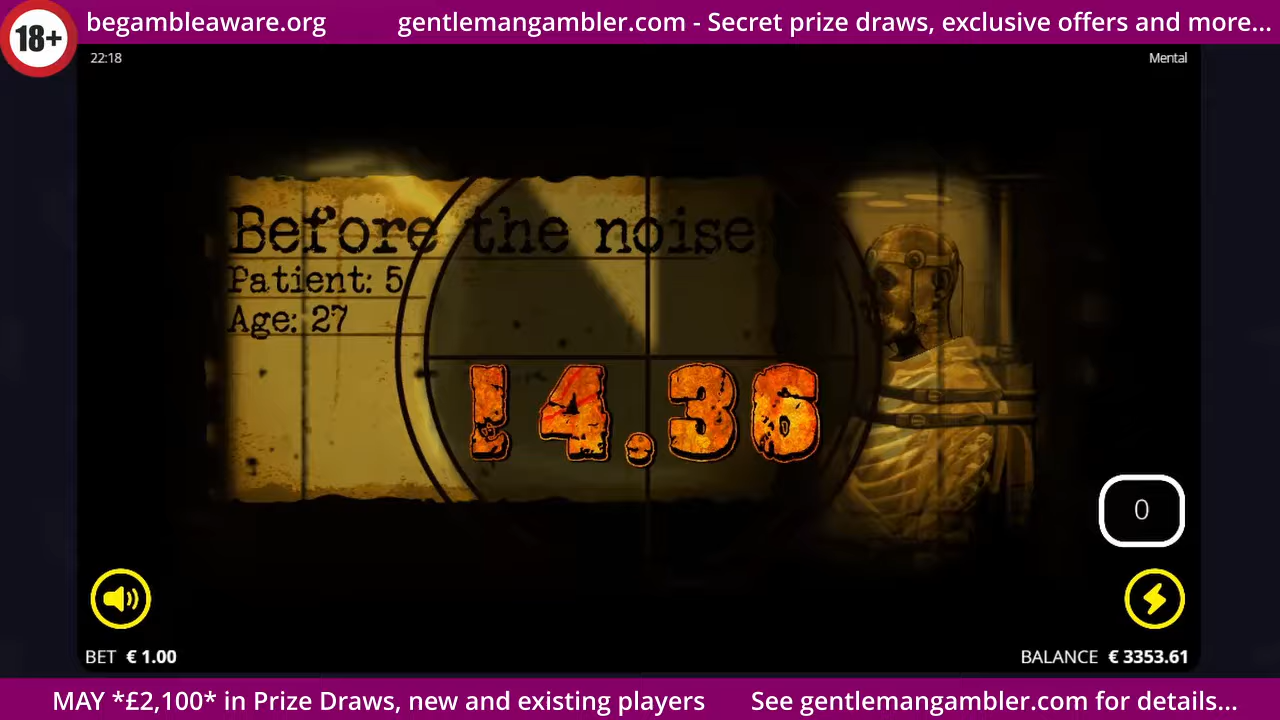 18+
begambleaware.org
gentlemangambler.com - Secret prize draws, exclusive offers and more...
22:18
Mental
Before the noise
Patient: 5
Age: 27
14.36
0
BET € 1.00
BALANCE € 3353.61
MAY *£2,100* in Prize Draws, new and existing players
See gentlemangambler.com for details...